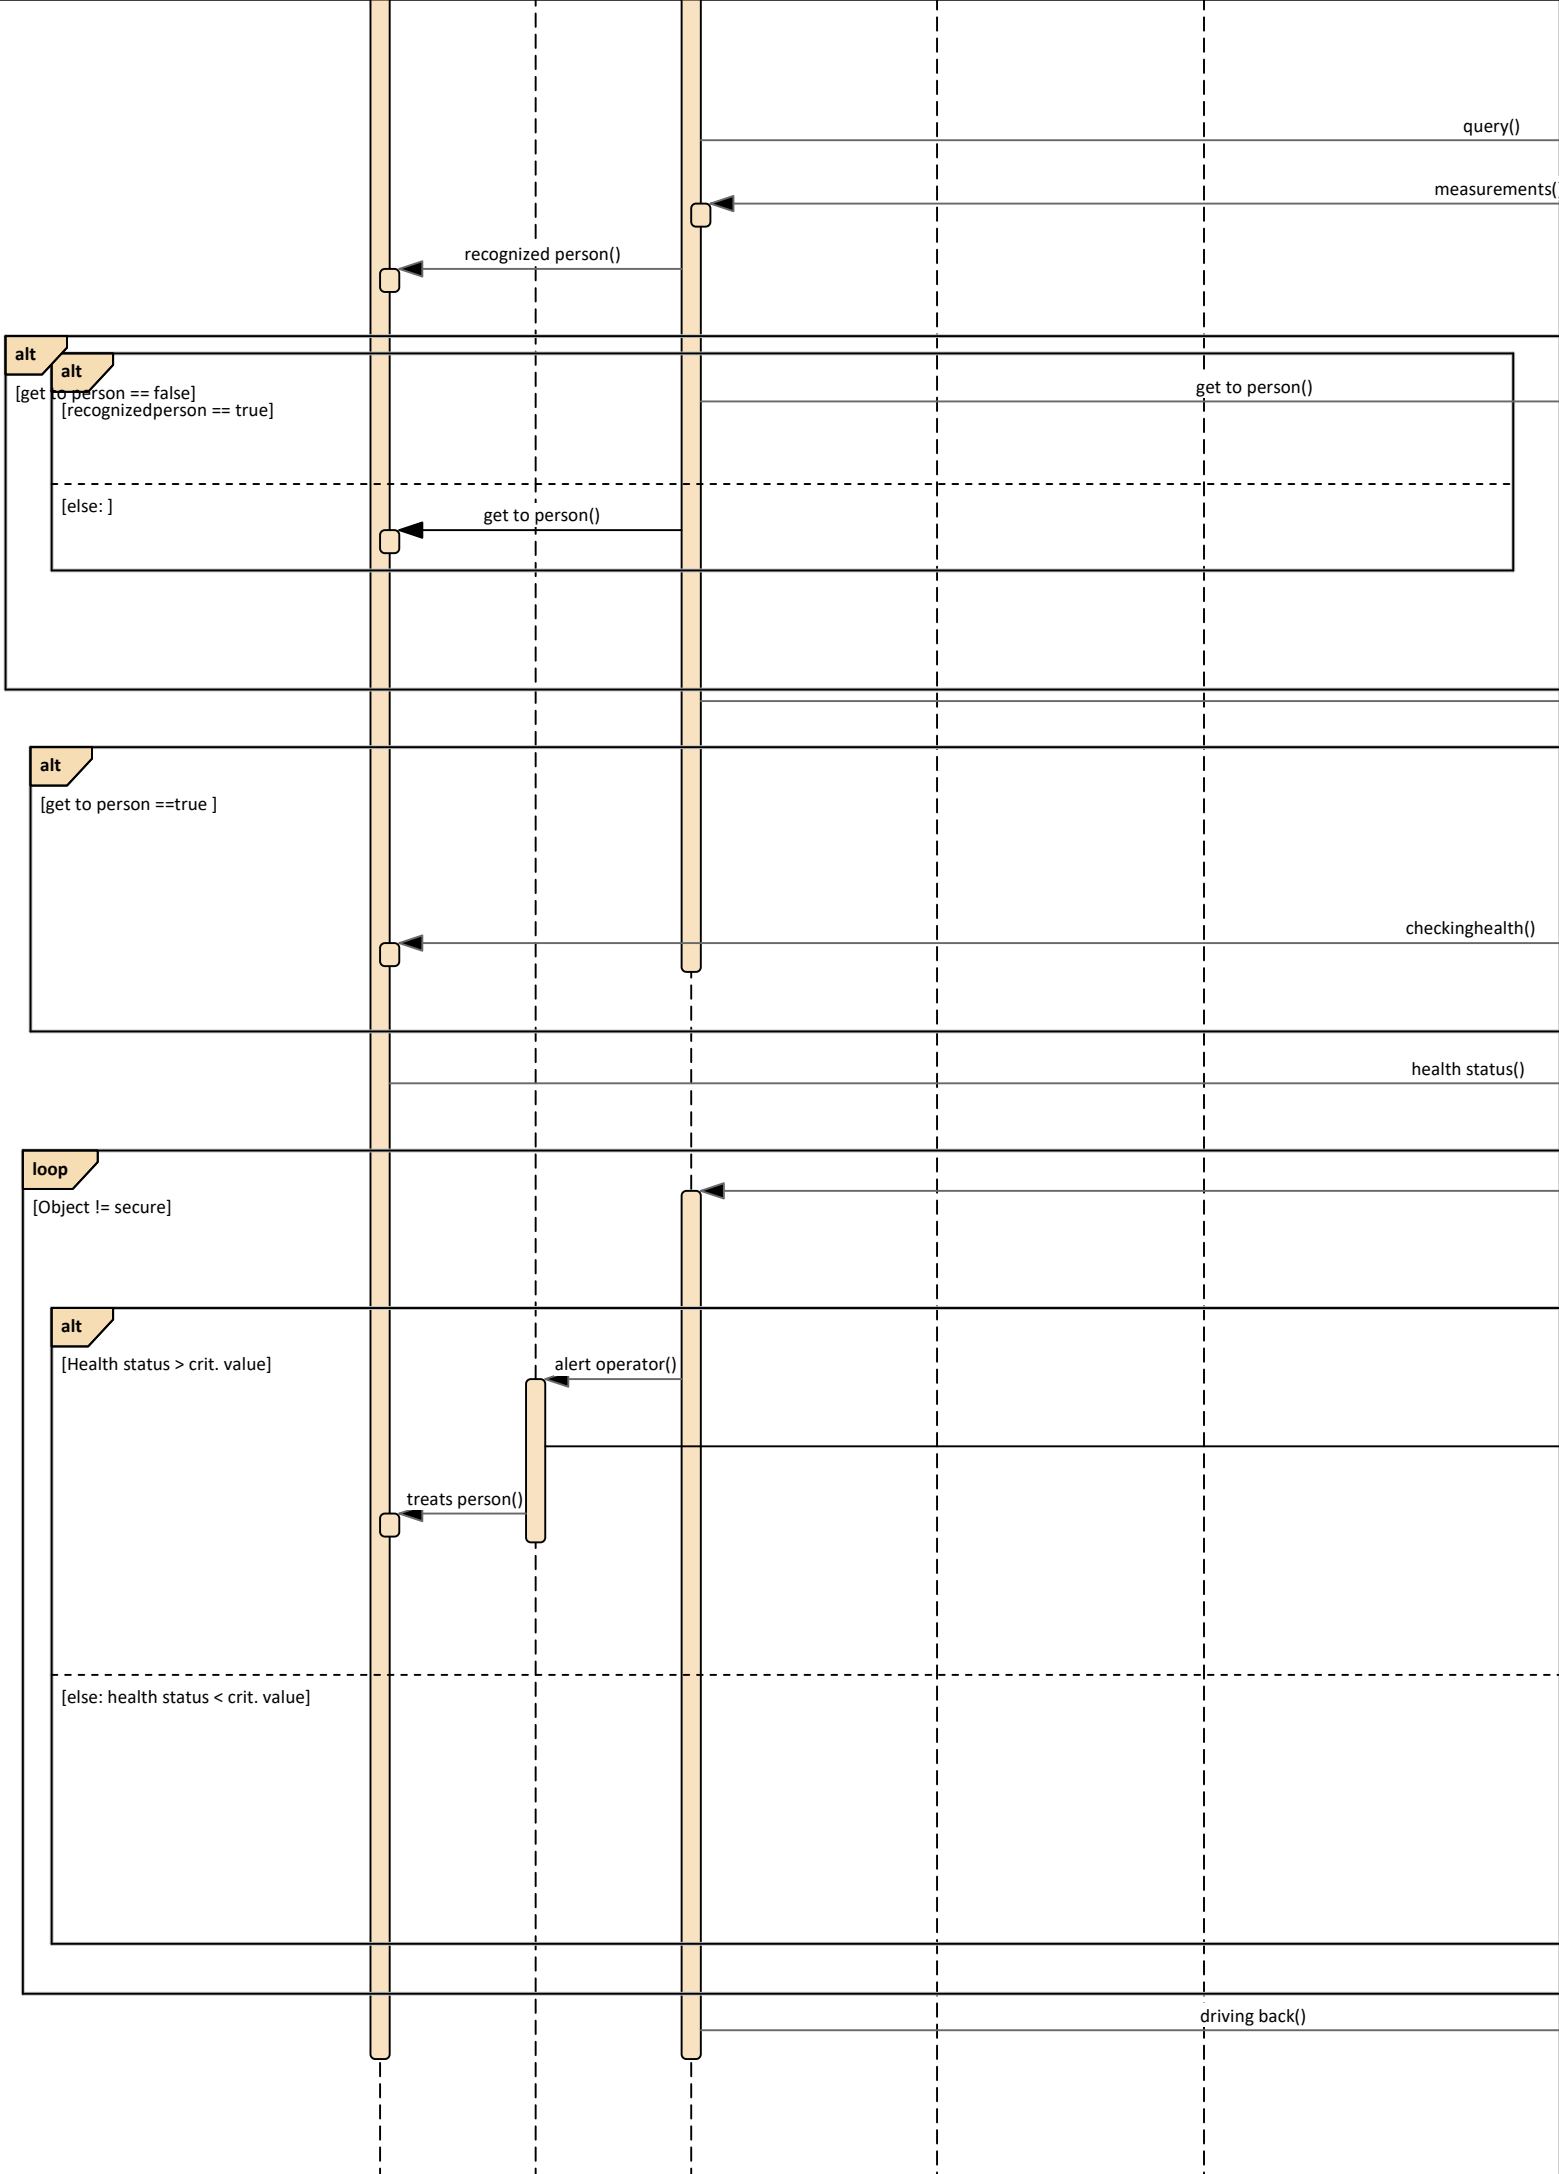 query()
measurements()
recognized person()
alt
alt
[get to person == false]
get to person()
[recognizedperson == true]
[else: ]
get to person()
alt
[get to person ==true ]
checkinghealth()
health status()
loop
[Object != secure]
alt
[Health status > crit. value]
alert operator()
treats person()
[else: health status < crit. value]
driving back()